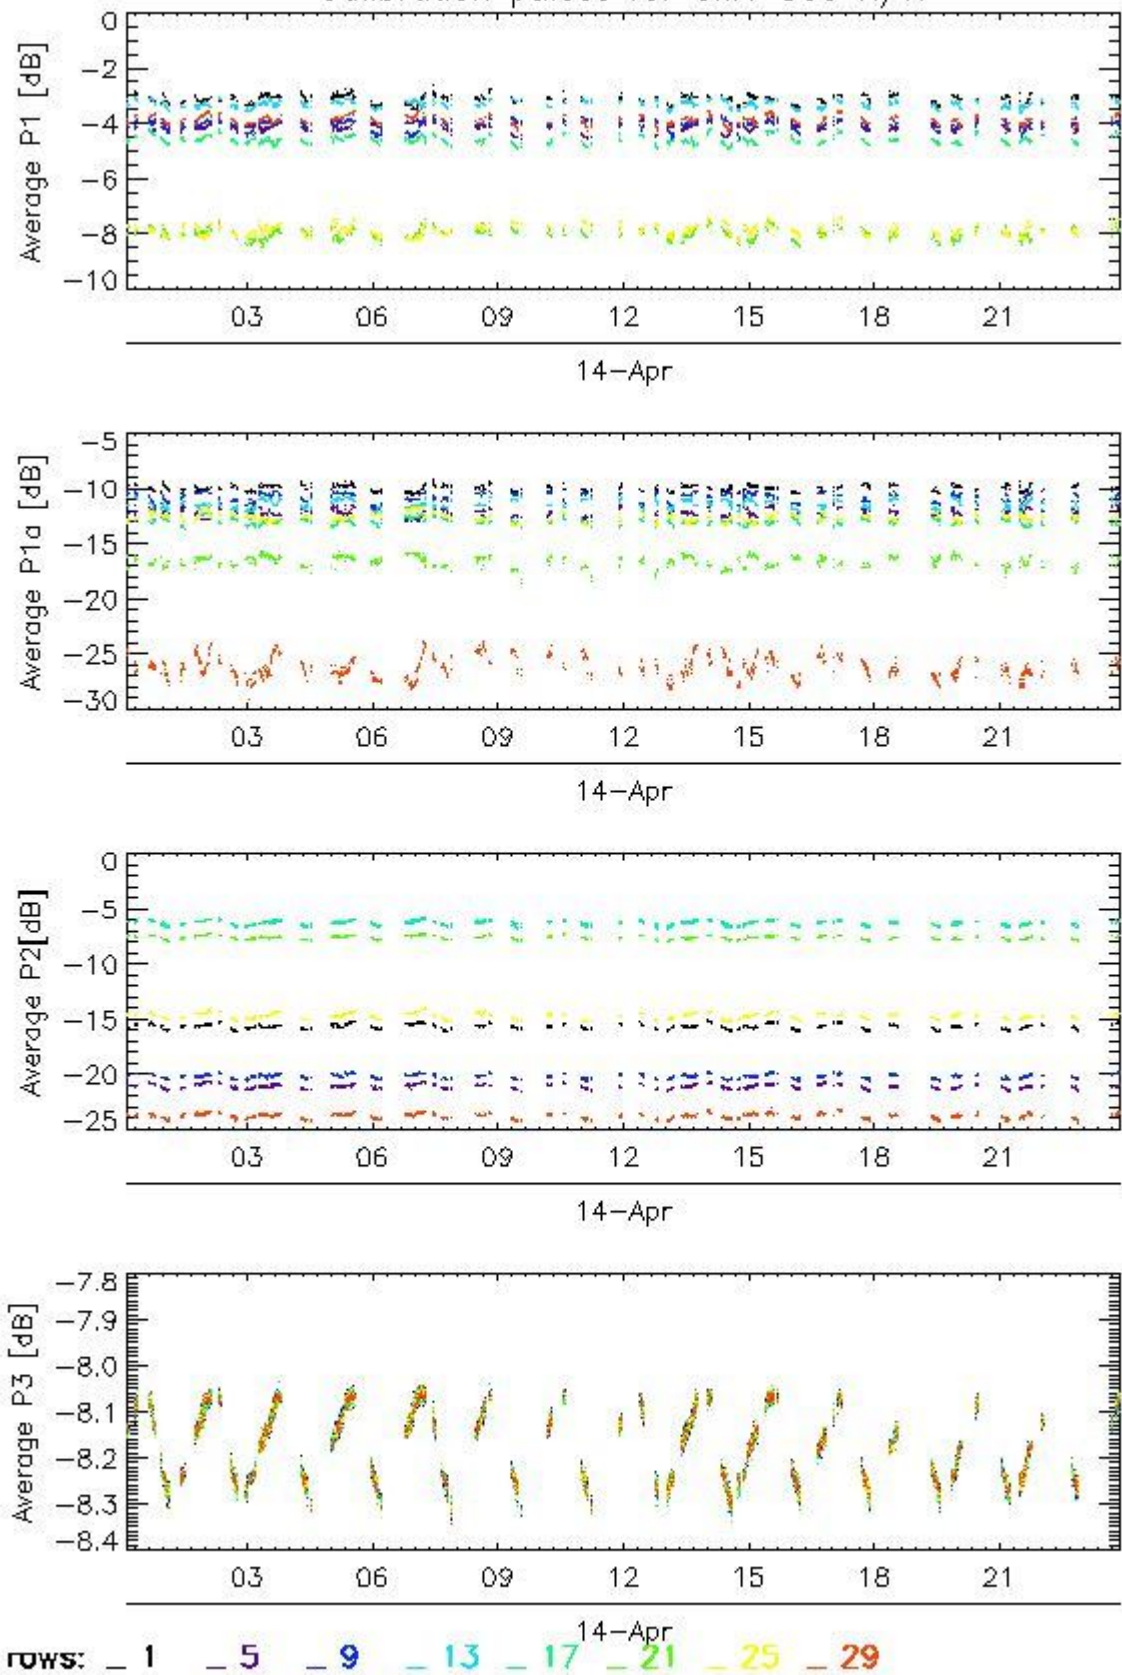 0
-2
-4
-6
-8
-10
Average P1 [dB]
03 06 09 12 15 18 21
14-Apr
-5
-10
-15
-20
-25
-30
Average P1a [dB]
03 06 09 12 15 18 21
14-Apr
0
-5
-10
-15
-20
-25
Average P2[dB]
03 06 09 12 15 18 21
14-Apr
-7.8
-7.9
-8.0
-8.1
-8.2
-8.3
-8.4
Average P3 [dB]
03 06 09 12 15 18 21
14-Apr
rows: _ 1 _ 5 _ 9 _ 13 _ 17 _ 21 _ 25 _ 29